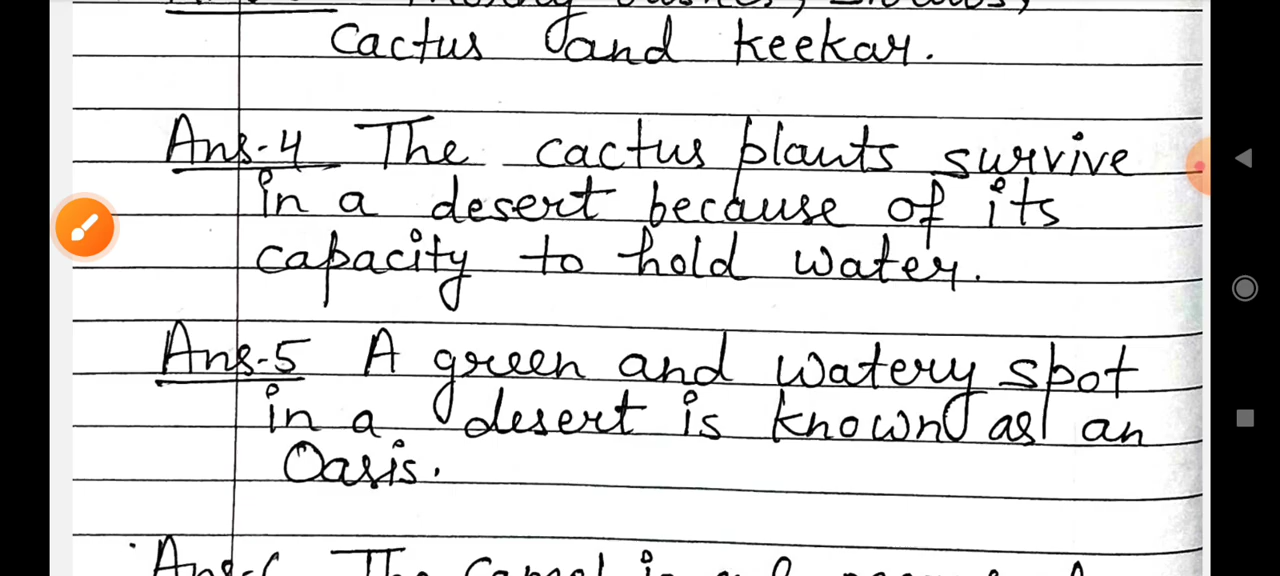 cactus and keekar.
Ans-4 The cactus plants survive
in a desert because of its
capacity to hold water.
Ans-5 A green and watery spot
in a desert is known as an
Oasis.